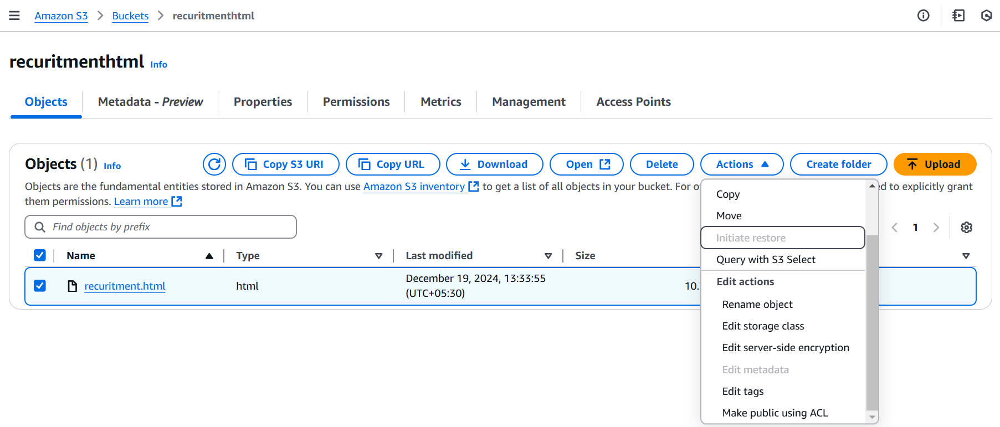 Amazon S3 > Buckets > recuritmenthtml
recuritmenthtml Info
Objects Metadata - Preview Properties Permissions Metrics Management Access Points
Objects (1) Info Copy S3 URI Copy URL Download Open Delete Actions Create folder Upload
Objects are the fundamental entities stored in Amazon S3. You can use Amazon S3 inventory to get a list of all objects in your bucket. For to explicitly grant
them permissions. Learn more
Find objects by prefix
1
Name Type Last modified Size
recuritment.html html December 19, 2024, 13:33:55
(UTC+05:30)
10.
Copy
Move
Initiate restore
Query with S3 Select
Edit actions
Rename object
Edit storage class
Edit server-side encryption
Edit metadata
Edit tags
Make public using ACL